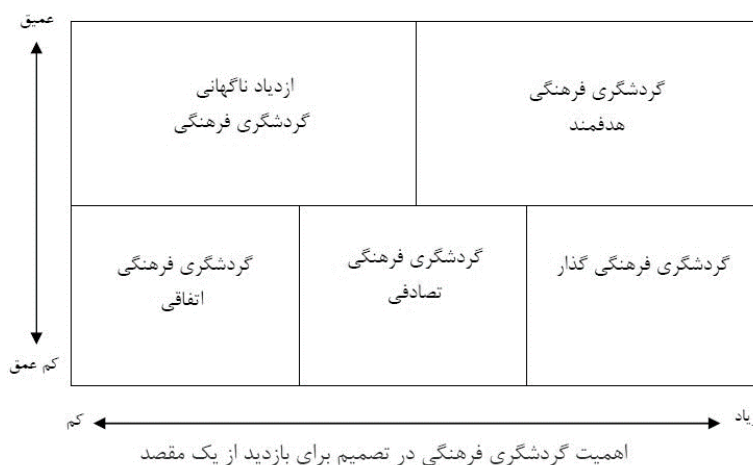 عمیق
گردشگری فرهنگی
هدفمند
ازدیاد ناگهانی
گردشگری فرهنگی
گردشگری فرهنگی گذار
گردشگری فرهنگی
تصادفی
گردشگری فرهنگی
اتفاقی
کم عمق
زیاد
کم
اهمیت گردشگری فرهنگی در تصمیم برای بازدید از یک مقصد